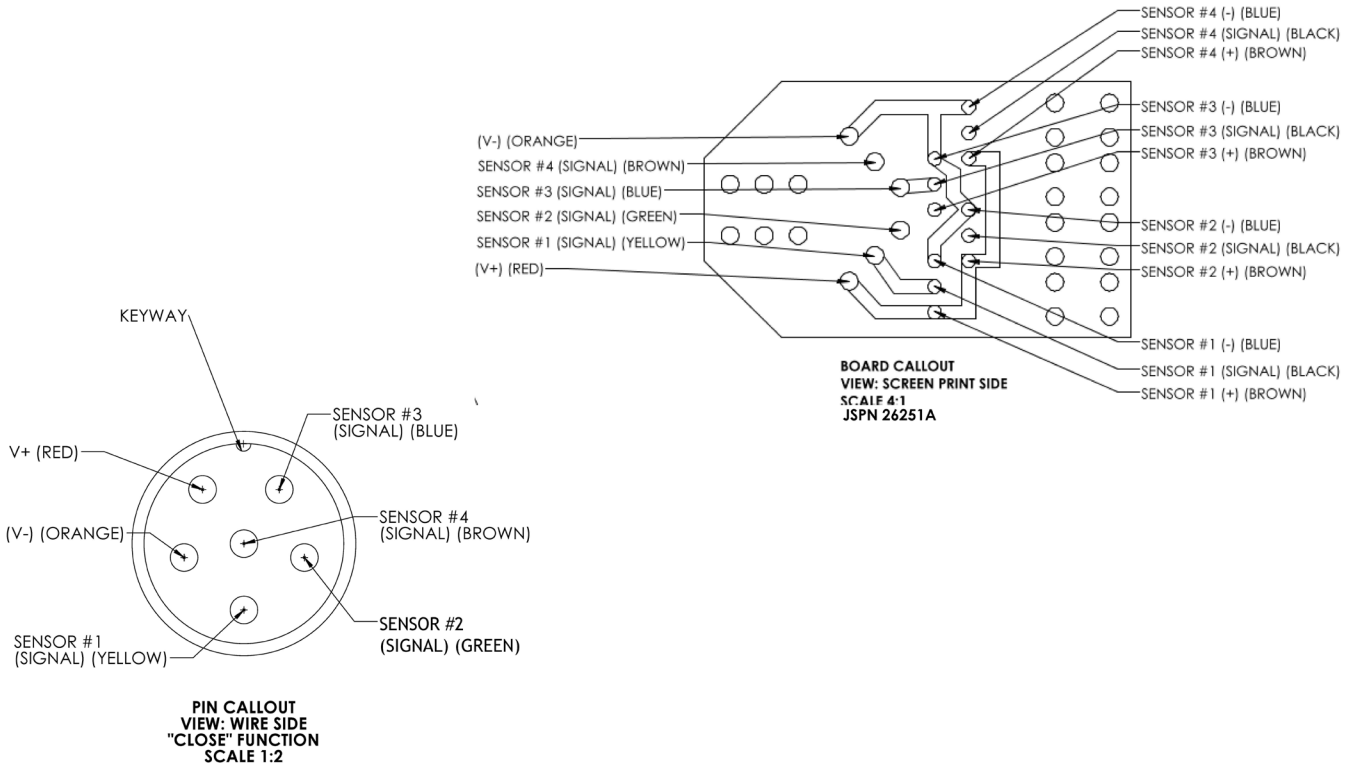 SENSOR #4 (-) (BLUE)
SENSOR #4 (SIGNAL) (BLACK)
SENSOR #4 (+) (BROWN)
SENSOR #3 (-) (BLUE)
SENSOR #3 (SIGNAL) (BLACK)
SENSOR #3 (+) (BROWN)
(V-) (ORANGE)
SENSOR #4 (SIGNAL) (BROWN)
SENSOR #3 (SIGNAL) (BLUE)
SENSOR #2 (SIGNAL) (GREEN)
SENSOR #1 (SIGNAL) (YELLOW)
(V+) (RED)
SENSOR #2 (-) (BLUE)
SENSOR #2 (SIGNAL) (BLACK)
SENSOR #2 (+) (BROWN)
SENSOR #1 (-) (BLUE)
SENSOR #1 (SIGNAL) (BLACK)
SENSOR #1 (+) (BROWN)
BOARD CALLOUT
VIEW: SCREEN PRINT SIDE
SCALE 4:1
JSPN 26251A
KEYWAY
SENSOR #3
(SIGNAL) (BLUE)
V+ (RED)
SENSOR #4
(SIGNAL) (BROWN)
(V-) (ORANGE)
SENSOR #2
(SIGNAL) (GREEN)
SENSOR #1
(SIGNAL) (YELLOW)
PIN CALLOUT
VIEW: WIRE SIDE
"CLOSE" FUNCTION
SCALE 1:2